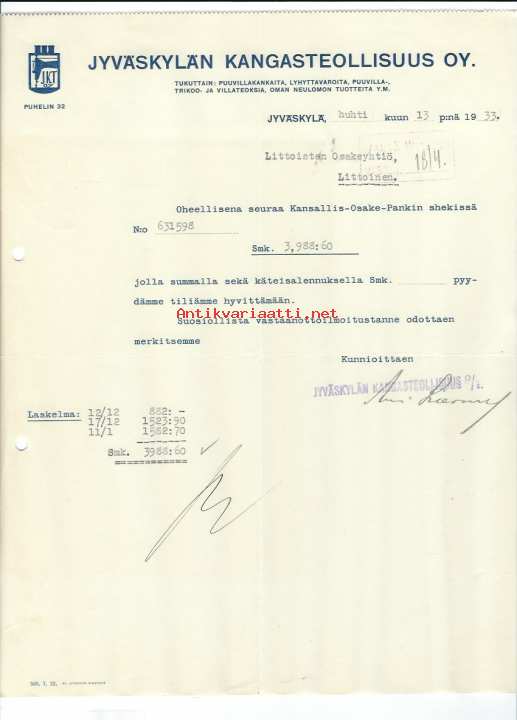 JKT
JYVÄSKYLÄN KANGASTEOLLISUUS OY.
TUKUTTAIN: PUUVILLAKANKAITA, LYHYTTAVAROITA, PUUVILLA-,
TRIKOO- JA VILLATEOKSIA, OMAN NEULOMON TUOTTEITA Y.M.
PUHELIN 32
JYVÄSKYLÄ, huhti kuun 13 p:nä 1933.
Littoisten Osakeyhtiö,
18/4.
Littoinen.
Oheellisena seuraa Kansallis-Osake-Pankin shekissä
N:o 631598
Smk. 3,988:60
jolla summalla sekä käteisalennuksella Smk. pyy-
dämme tiliämme hyvittämään.
Antikvariaatti.net
Suosiollista vastaanottoilmoitustanne odottaen
merkitsemme
Kunnioittaen
JYVÄSKYLÄN KANGASTEOLLISUUS O/Y.
Laskelma: 12/12 882:-
17/12 1523:90
11/1 1582:70
Smk. 3988:60